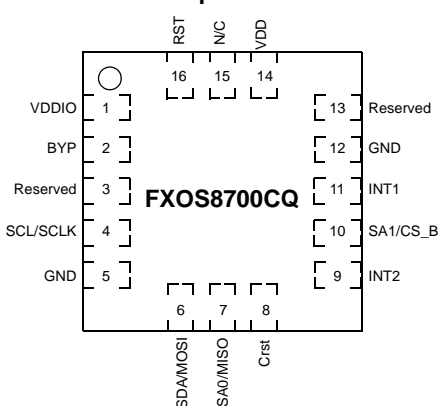 RST
N/C
VDD
16
15
14
VDDIO
1
13
Reserved
BYP
2
12
GND
Reserved
3
FXOS8700CQ
11
INT1
SCL/SCLK
4
10
SA1/CS_B
GND
5
9
INT2
6
7
8
SDA/MOSI
SA0/MISO
Crst